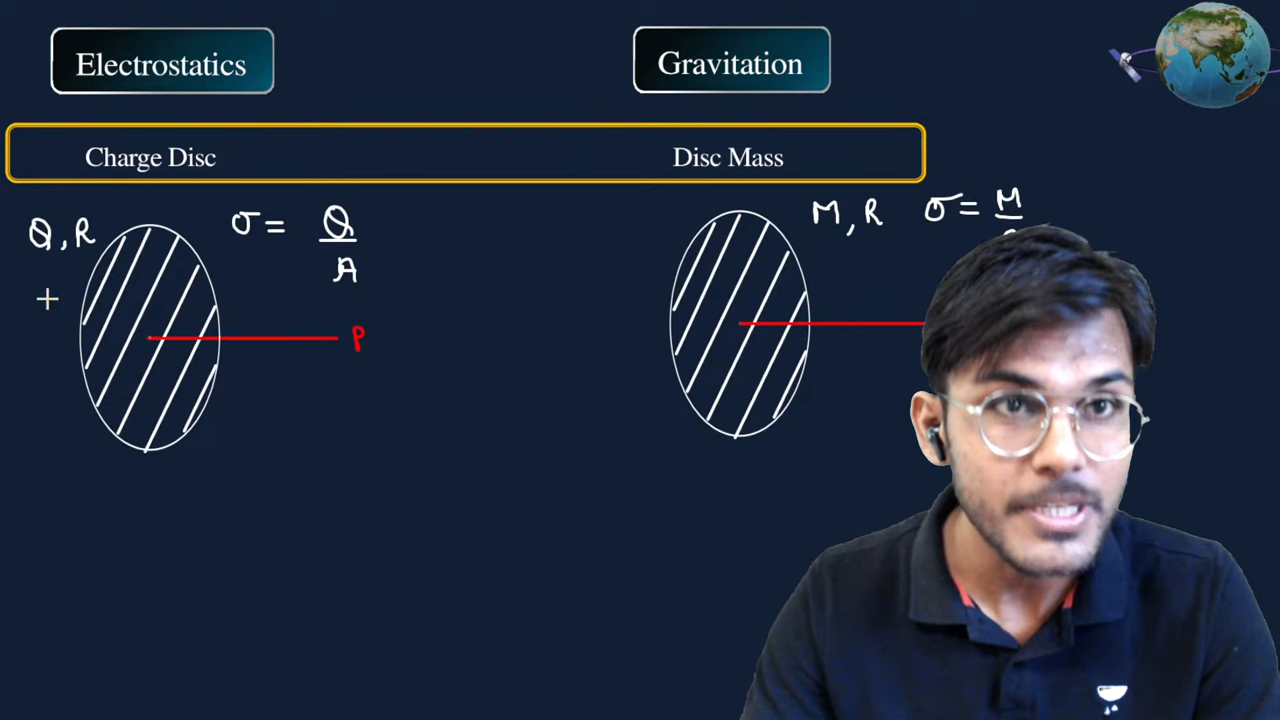 Electrostatics
Gravitation
Charge Disc
Disc Mass
Q, R
σ = Q/A
M, R
σ = M
+
P